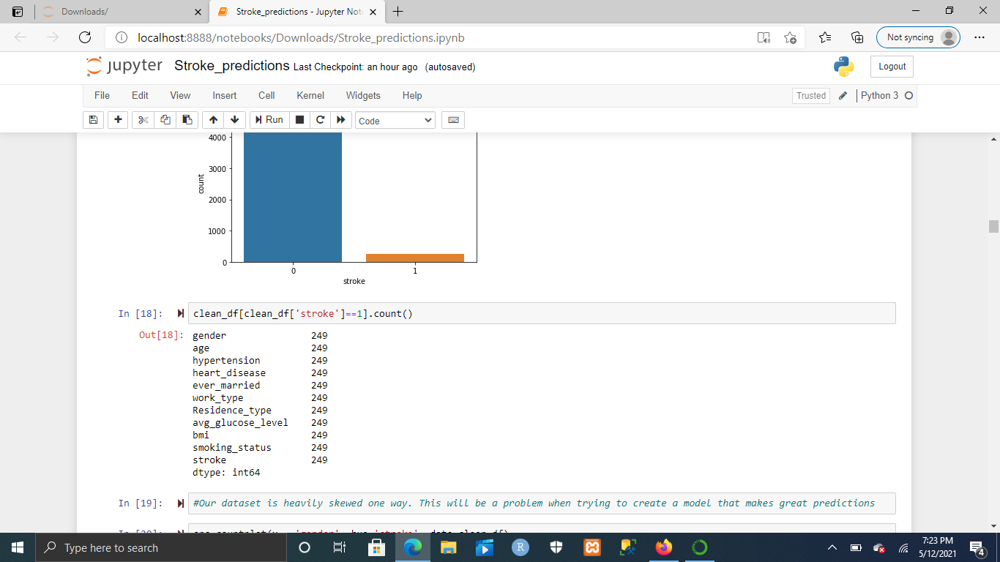 Downloads/
Stroke_predictions - Jupyter Not
localhost:8888/notebooks/Downloads/Stroke_predictions.ipynb
Not syncing
jupyter Stroke_predictions Last Checkpoint: an hour ago (autosaved)
Logout
File Edit View Insert Cell Kernel Widgets Help
Trusted
Python 3
Run
Code
4000
3000
2000
1000
0
count
0 1
stroke
In [18]: clean_df[clean_df['stroke']==1].count()
Out[18]: gender 249
age 249
hypertension 249
heart_disease 249
ever_married 249
work_type 249
Residence_type 249
avg_glucose_level 249
bmi 249
smoking_status 249
stroke 249
dtype: int64
In [19]: #Our dataset is heavily skewed one way. This will be a problem when trying to create a model that makes great predictions
Type here to search
R
7:23 PM
5/12/2021
4